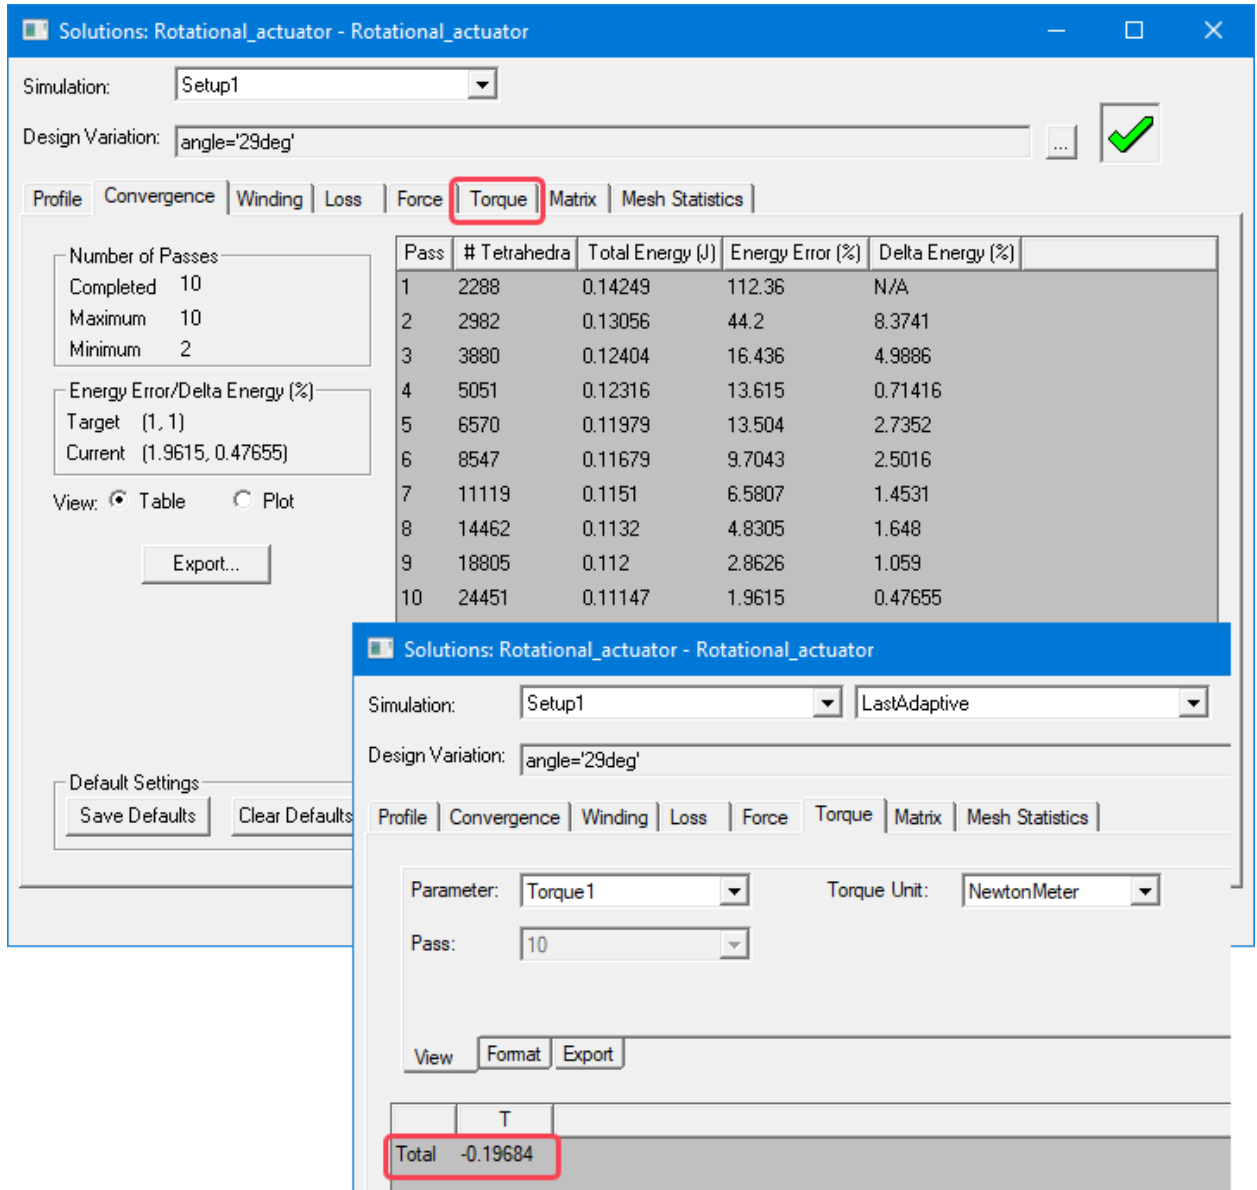 Solutions: Rotational_actuator - Rotational_actuator
Simulation: Setup1
Design Variation: angle='29deg' ...
Profile Convergence Winding Loss Force Torque Matrix Mesh Statistics
Number of Passes
Completed 10
Maximum 10
Minimum 2
Energy Error/Delta Energy (%)
Target (1, 1)
Current (1.9615, 0.47655)
View: Table Plot
Export...
Pass # Tetrahedra Total Energy (J) Energy Error (%) Delta Energy (%)
1 2288 0.14249 112.36 N/A
2 2982 0.13056 44.2 8.3741
3 3880 0.12404 16.436 4.9886
4 5051 0.12316 13.615 0.71416
5 6570 0.11979 13.504 2.7352
6 8547 0.11679 9.7043 2.5016
7 11119 0.1151 6.5807 1.4531
8 14462 0.1132 4.8305 1.648
9 18805 0.112 2.8626 1.059
10 24451 0.11147 1.9615 0.47655
Default Settings
Save Defaults Clear Defaults
Solutions: Rotational_actuator - Rotational_actuator
Simulation: Setup1 LastAdaptive
Design Variation: angle='29deg'
Profile Convergence Winding Loss Force Torque Matrix Mesh Statistics
Parameter: Torque1 Torque Unit: NewtonMeter
Pass: 10
View Format Export
T
Total -0.19684